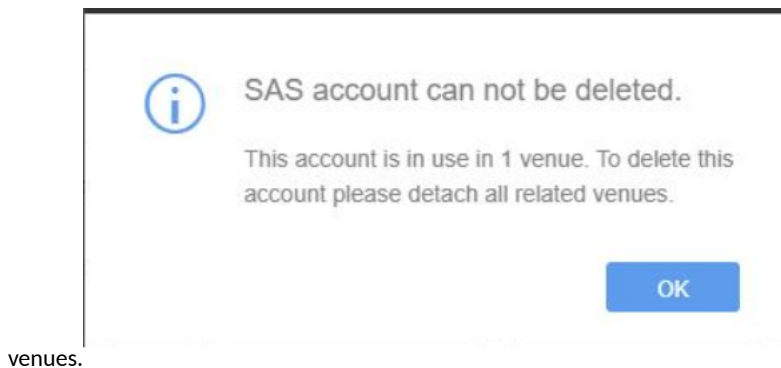 SAS account can not be deleted.
This account is in use in 1 venue. To delete this
account please detach all related venues.
OK
venues.